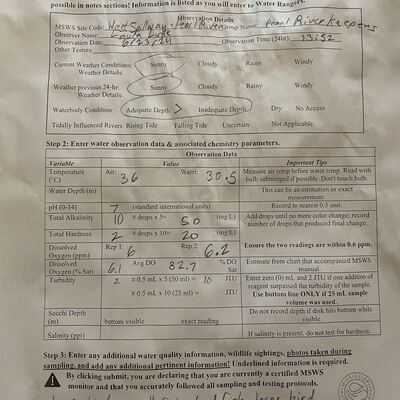 possible in notes sections! Information is listed as you will enter to Water Rangers.
Observation Details
MSWS Site Code: Pearl River Group Name: Pearl River Keepers
Observer Name:
Observation Date: 6/23/24 Observation Time (24hr): 13:52
Other Testers:
Current Weather Conditions: Sunny Cloudy Rainy Windy
Weather Details:
Weather previous 24-hr: Sunny Cloudy Rainy Windy
Weather Details:
Waterbody Condition: Adequate Depth Inadequate Depth Dry No Access
Tidally Influenced Rivers: Rising Tide Falling Tide Uncertain Not Applicable
Step 2: Enter water observation data & associated chemistry parameters.
Observation Data
Variable Value Important Tips
Temperature (°C) Air: 36 Water: 30.5 Measure air temp before water temp. Read with bulb submerged if possible. Don't touch bulb.
Water Depth (m) This can be an estimation or exact measurement.
pH (0-14) 7 (standard international units) Record to nearest 0.5 unit.
Total Alkalinity 10 # drops x 5= 50 (mg/L) Add drops until no more color change; record number of drops that produced final change.
Total Hardness 2 # drops x 10= 20 (mg/L)
Dissolved Oxygen (ppm) Rep 1: 6 Rep 2: 6.2 Ensure the two readings are within 0.6 ppm.
Dissolved Oxygen (% Sat) 6.1 Avg DO 82.7 % DO Sat Estimate from chart that accompanied MSWS manual.
Turbidity 2 # 0.5 mL x 5 (50 ml) = 10 JTU Enter zero (0) mL and 2 JTU if one addition of reagent surpassed the turbidity of the sample.
# 0.5 mL x 10 (25 ml) = JTU Use bottom line ONLY if 25 mL sample volume was used.
Secchi Depth (m) bottom visible exact reading Do not record depth if disk hits bottom while visible.
Salinity (ppt) If salinity is present, do not test for hardness.
Step 3: Enter any additional water quality information, wildlife sightings, photos taken during
sampling, and add any additional pertinent information! Underlined information is required.
By clicking submit, you are declaring that you are currently a certified MSWS
monitor and that you accurately followed all sampling and testing protocols.